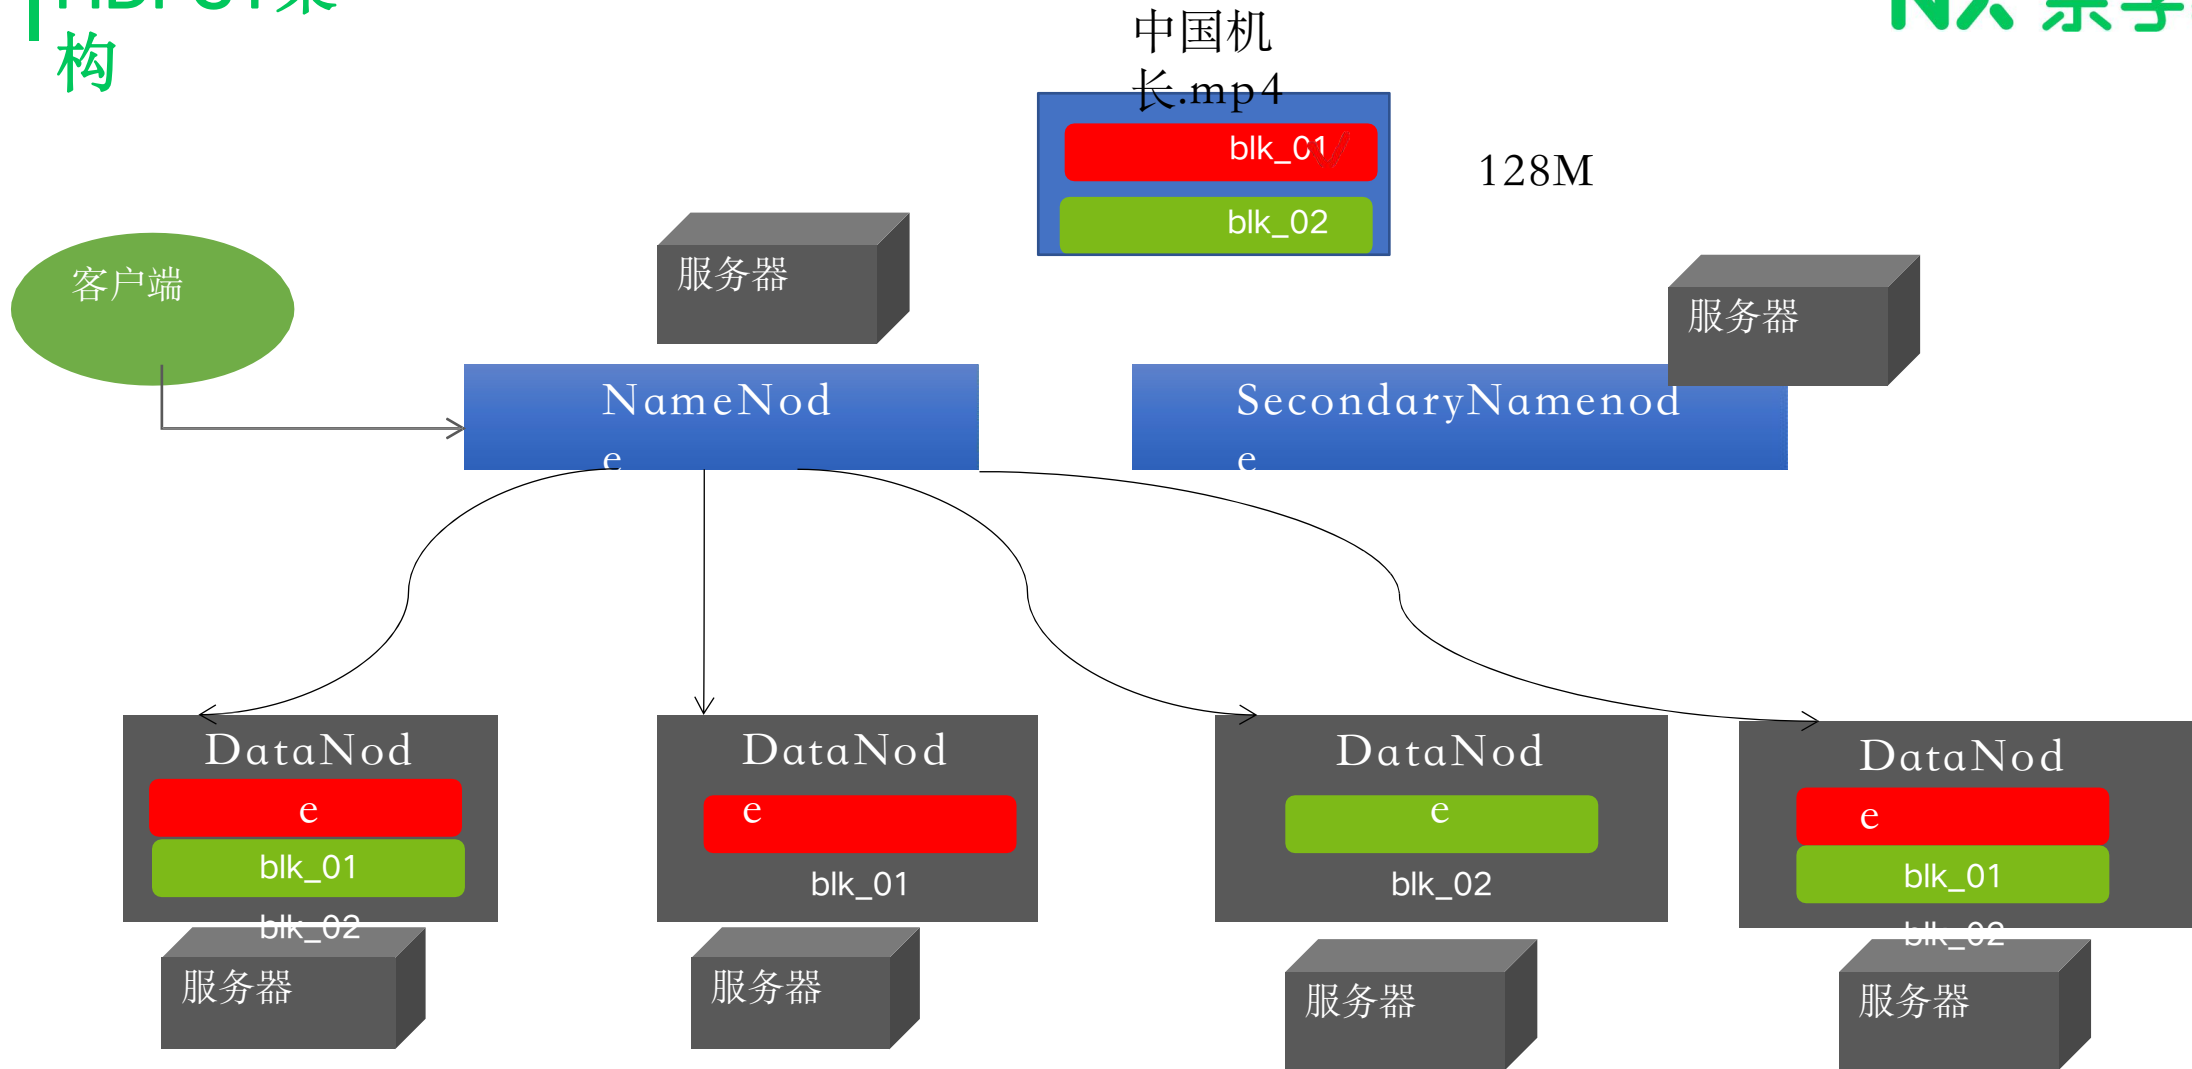 构
中国机
长.mp4
blk_01
128M
blk_02
客户端
服务器
服务器
NameNod
e
SecondaryNamenod
e
DataNod
e
blk_01
blk_02
DataNod
e
blk_01
DataNod
e
blk_02
DataNod
e
blk_01
blk_02
服务器
服务器
服务器
服务器